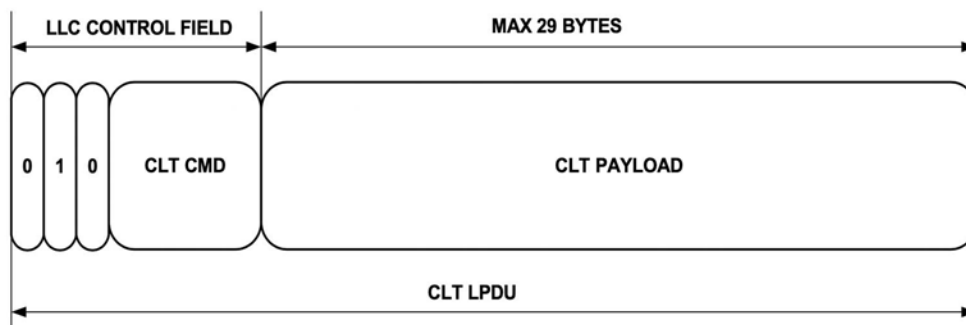 LLC CONTROL FIELD MAX 29 BYTES
0 1 0 CLT CMD CLT PAYLOAD
CLT LPDU